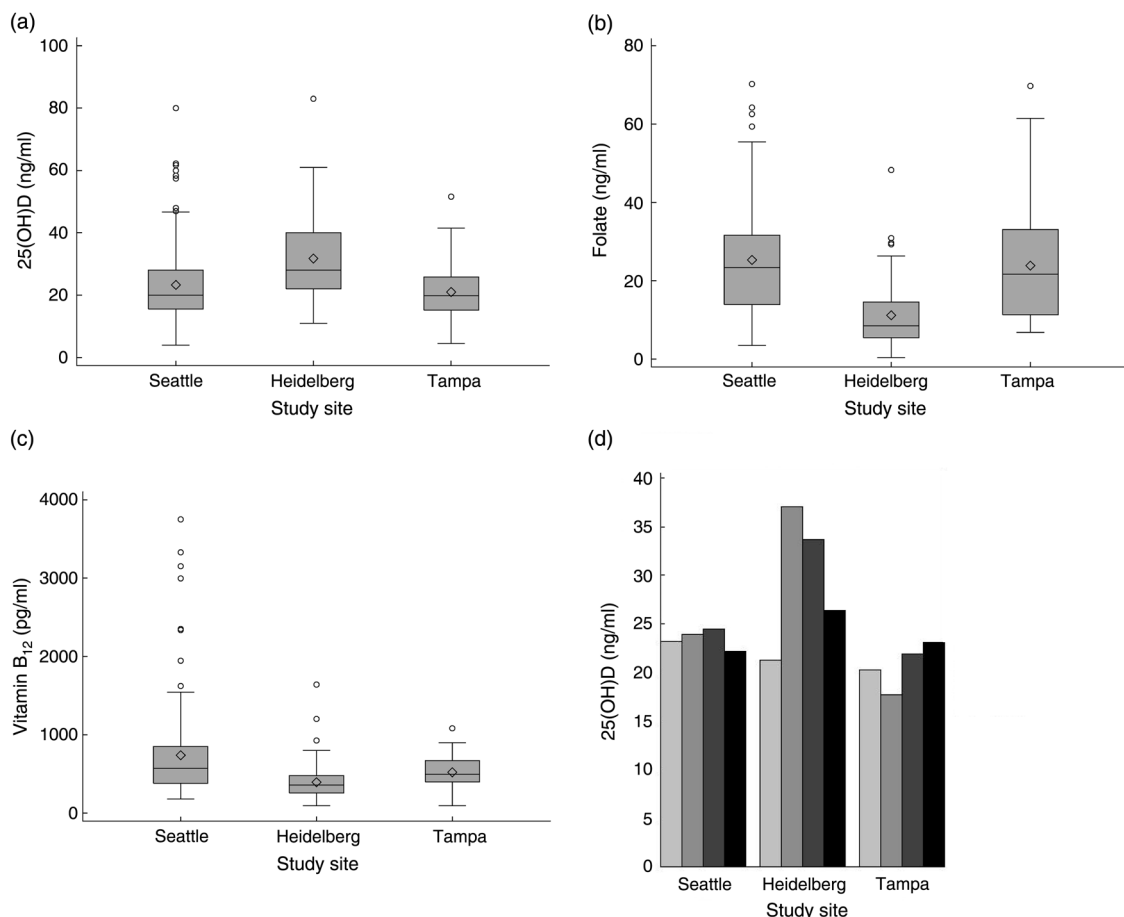 (a)
100
80
60
40
20
0
25(OH)D (ng/ml)
Seattle Heidelberg Tampa
Study site
(b)
80
60
40
20
0
Folate (ng/ml)
Seattle Heidelberg Tampa
Study site
(c)
4000
3000
2000
1000
0
Vitamin B12 (pg/ml)
Seattle Heidelberg Tampa
Study site
(d)
40
35
30
25
20
15
10
5
0
25(OH)D (ng/ml)
Seattle Heidelberg Tampa
Study site